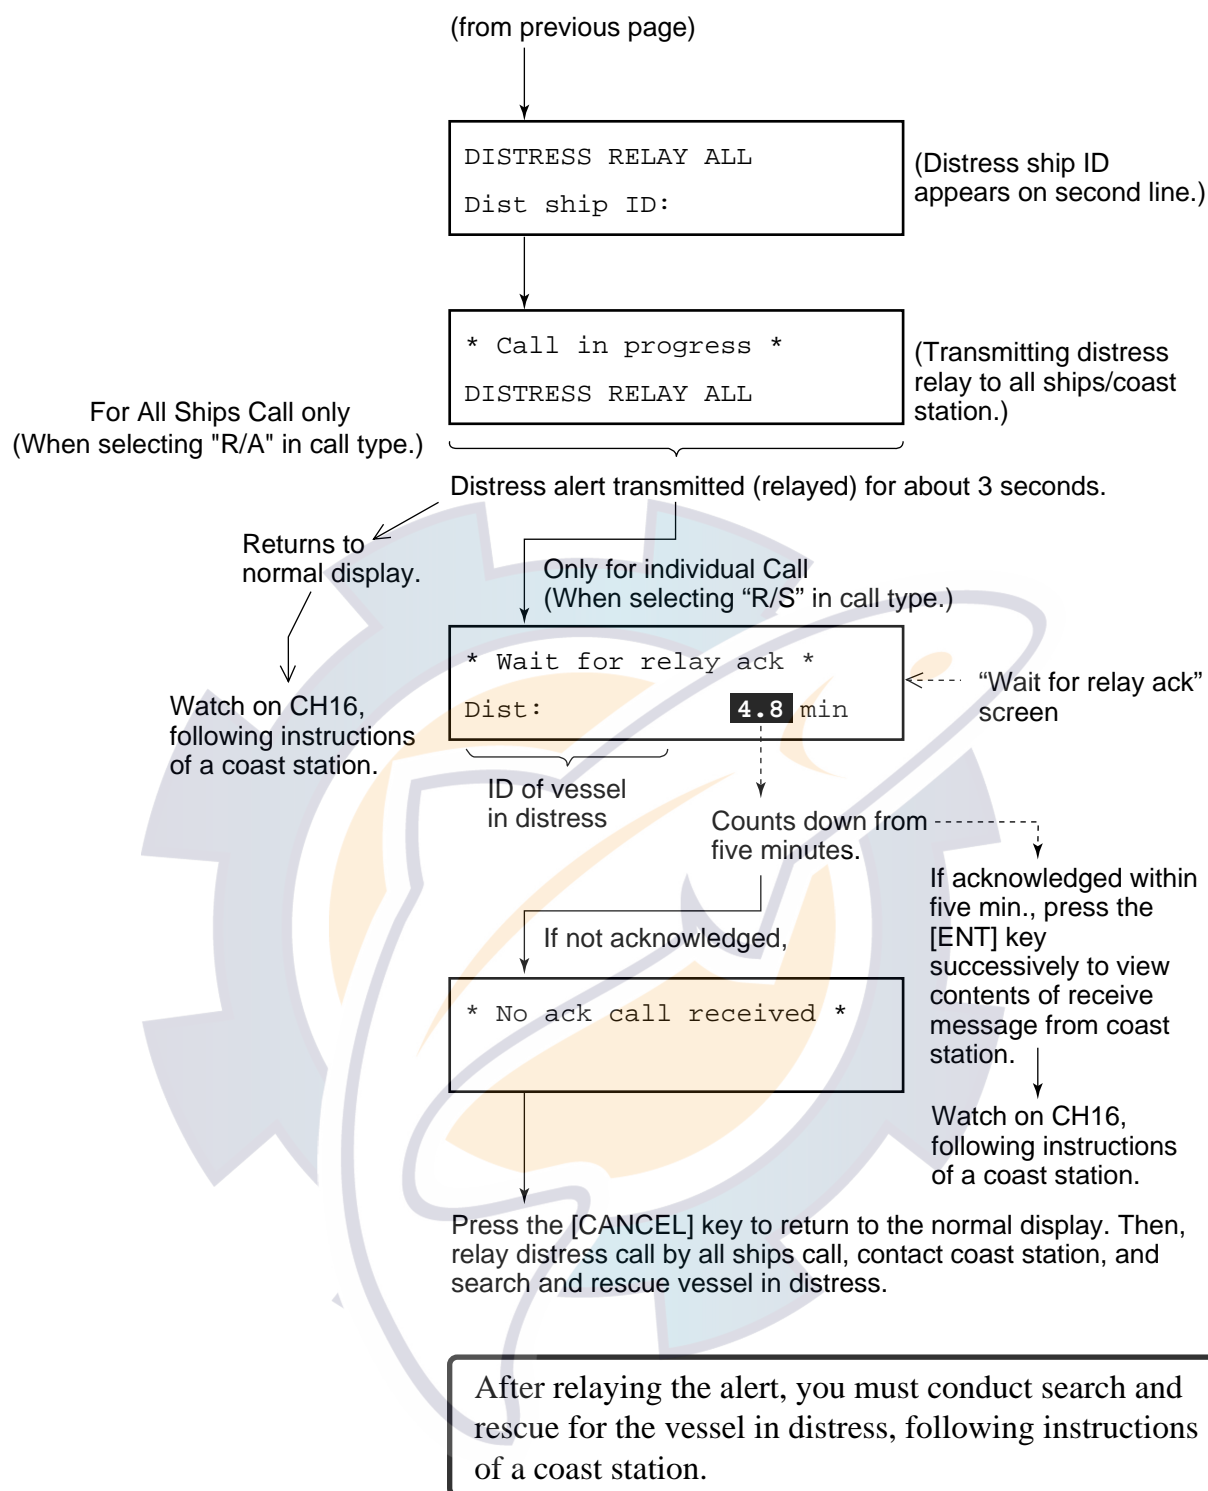 (from previous page)
DISTRESS RELAY ALL
Dist ship ID:
(Distress ship ID
appears on second line.)
* Call in progress *
DISTRESS RELAY ALL
(Transmitting distress
relay to all ships/coast
station.)
For All Ships Call only
(When selecting "R/A" in call type.)
Distress alert transmitted (relayed) for about 3 seconds.
Returns to
normal display.
Watch on CH16,
following instructions
of a coast station.
Only for individual Call
(When selecting “R/S” in call type.)
* Wait for relay ack *
Dist: 4.8 min
“Wait for relay ack”
screen
ID of vessel
in distress
Counts down from
five minutes.
If acknowledged within
five min., press the
[ENT] key
successively to view
contents of receive
message from coast
station.
Watch on CH16,
following instructions
of a coast station.
If not acknowledged,
* No ack call received *
Press the [CANCEL] key to return to the normal display. Then,
relay distress call by all ships call, contact coast station, and
search and rescue vessel in distress.
After relaying the alert, you must conduct search and
rescue for the vessel in distress, following instructions
of a coast station.